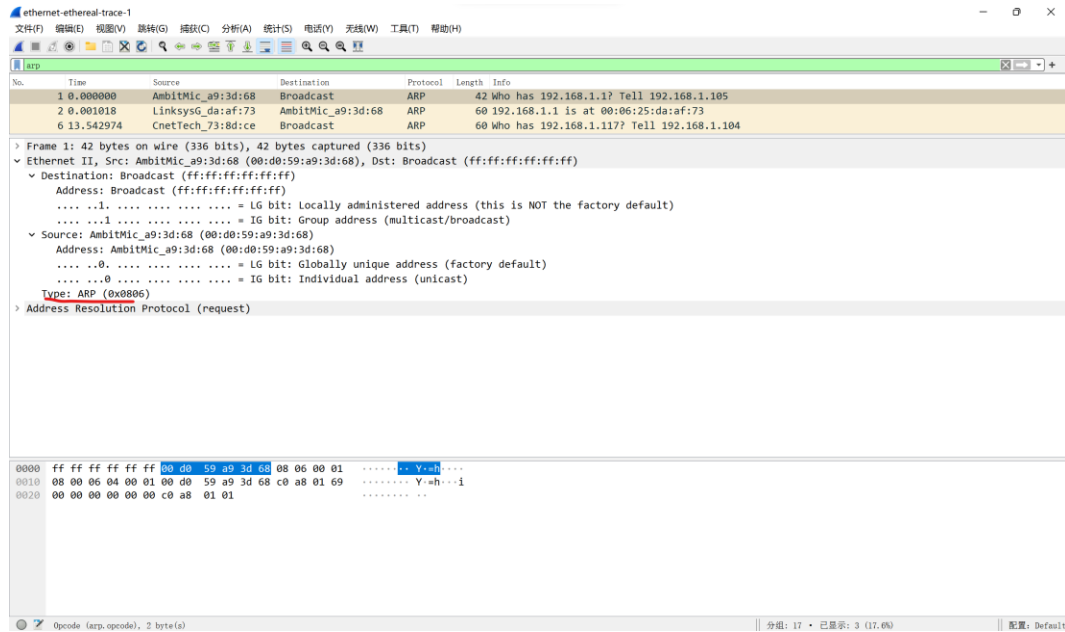 ethernet-ethereal-trace-1
文件(F) 编辑(E) 视图(V) 跳转(G) 捕获(C) 分析(A) 统计(S) 电话(Y) 无线(W) 工具(T) 帮助(H)
arp
No. Time Source Destination Protocol Length Info
1 0.000000 AmbitMic_a9:3d:68 Broadcast ARP 42 Who has 192.168.1.1? Tell 192.168.1.105
2 0.001018 LinksysG_da:af:73 AmbitMic_a9:3d:68 ARP 60 192.168.1.1 is at 00:06:25:da:af:73
6 13.542974 CnetTech_73:8d:ce Broadcast ARP 60 Who has 192.168.1.117? Tell 192.168.1.104
Frame 1: 42 bytes on wire (336 bits), 42 bytes captured (336 bits)
Ethernet II, Src: AmbitMic_a9:3d:68 (00:d0:59:a9:3d:68), Dst: Broadcast (ff:ff:ff:ff:ff:ff)
Destination: Broadcast (ff:ff:ff:ff:ff:ff)
Address: Broadcast (ff:ff:ff:ff:ff:ff)
.... ..1. .... .... .... .... = LG bit: Locally administered address (this is NOT the factory default)
.... ...1 .... .... .... .... = IG bit: Group address (multicast/broadcast)
Source: AmbitMic_a9:3d:68 (00:d0:59:a9:3d:68)
Address: AmbitMic_a9:3d:68 (00:d0:59:a9:3d:68)
.... ..0. .... .... .... .... = LG bit: Globally unique address (factory default)
.... ...0 .... .... .... .... = IG bit: Individual address (unicast)
Type: ARP (0x0806)
Address Resolution Protocol (request)
0000 ff ff ff ff ff ff 00 d0 59 a9 3d 68 08 06 00 01 ········ Y·=h····
0010 08 00 06 04 00 01 00 d0 59 a9 3d 68 c0 a8 01 69 ········ Y·=h···i
0020 00 00 00 00 00 00 c0 a8 01 01 ········ ··
Opcode (arp.opcode), 2 byte(s) 分组: 17 · 已显示: 3 (17.6%) 配置: Default